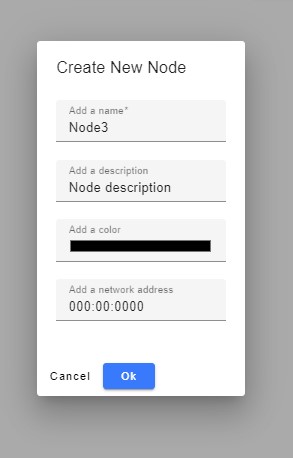 Create New Node
Add a name*
Node3
Add a description
Node description
Add a color
Add a network address
000:00:0000
Cancel Ok